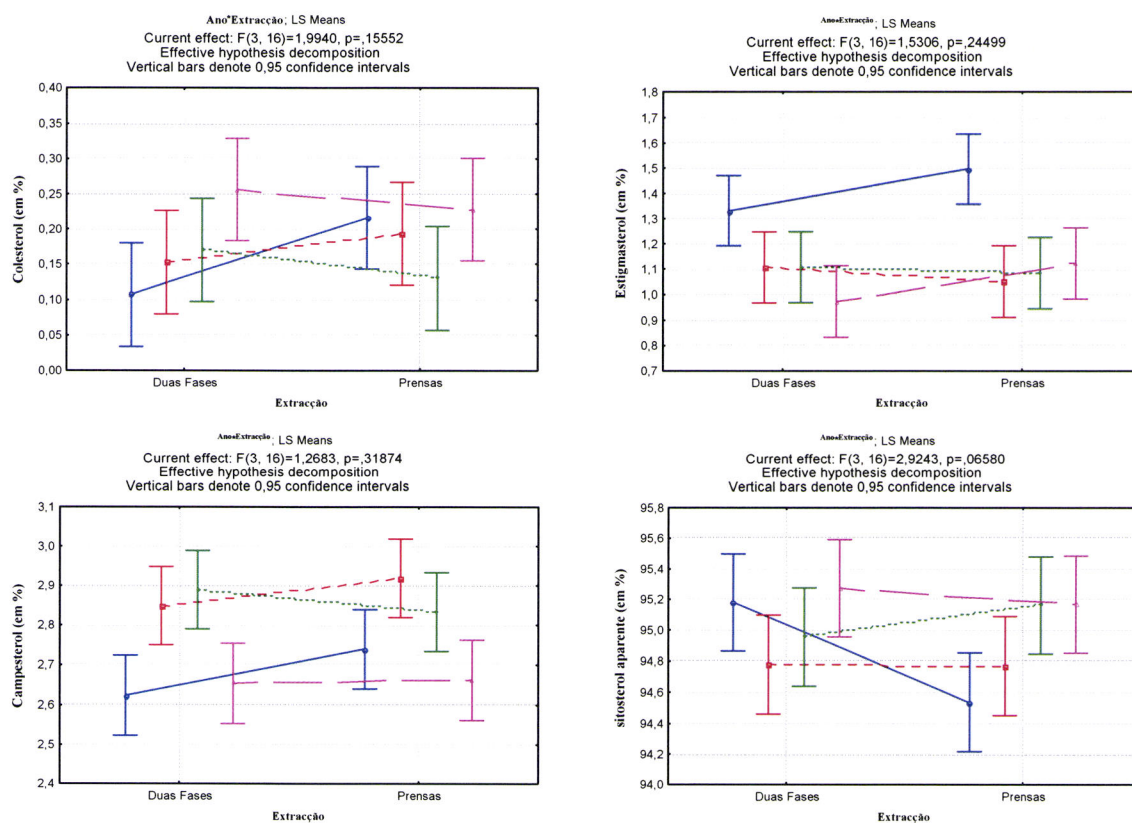 Ano*Extracção; LS Means
Current effect: F(3, 16)=1,9940, p=,15552
Effective hypothesis decomposition
Vertical bars denote 0,95 confidence intervals
Colesterol (em %)
0,40
0,35
0,30
0,25
0,20
0,15
0,10
0,05
0,00
Duas Fases
Prensas
Extracção
Ano*Extracção; LS Means
Current effect: F(3, 16)=1,5306, p=,24499
Effective hypothesis decomposition
Vertical bars denote 0,95 confidence intervals
Estigmasterol (em %)
1,8
1,7
1,6
1,5
1,4
1,3
1,2
1,1
1,0
0,9
0,8
0,7
Duas Fases
Prensas
Extracção
Ano*Extracção; LS Means
Current effect: F(3, 16)=1,2683, p=,31874
Effective hypothesis decomposition
Vertical bars denote 0,95 confidence intervals
Campesterol (em %)
3,1
3,0
2,9
2,8
2,7
2,6
2,5
2,4
Duas Fases
Prensas
Extracção
Ano*Extracção; LS Means
Current effect: F(3, 16)=2,9243, p=,06580
Effective hypothesis decomposition
Vertical bars denote 0,95 confidence intervals
sitosterol aparente (em %)
95,8
95,6
95,4
95,2
95,0
94,8
94,6
94,4
94,2
94,0
Duas Fases
Prensas
Extracção